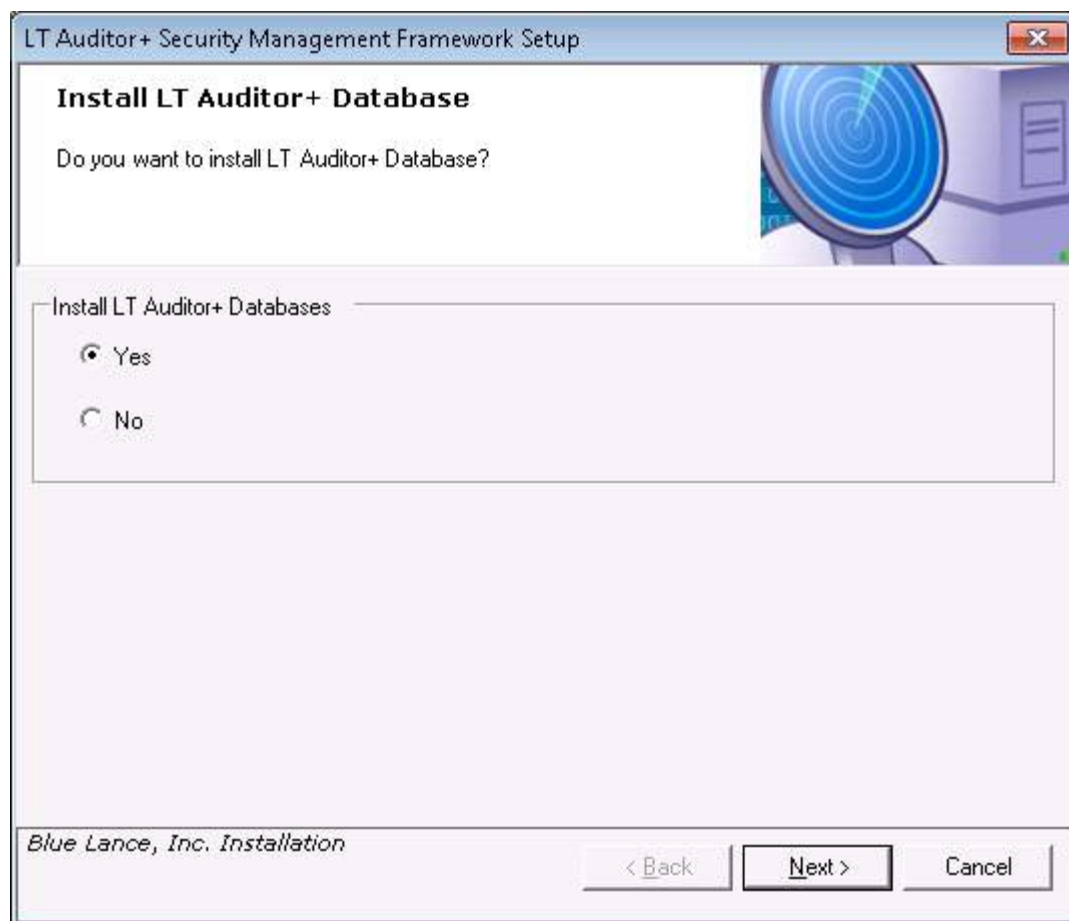 LT Auditor+ Security Management Framework Setup
Install LT Auditor+ Database
Do you want to install LT Auditor+ Database?
Install LT Auditor+ Databases
Yes
No
Blue Lance, Inc. Installation
< Back
Next >
Cancel